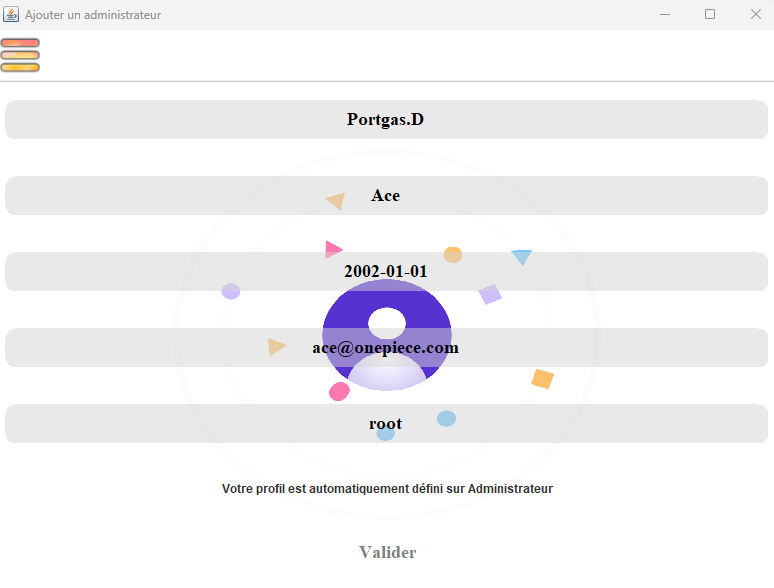 Ajouter un administrateur
Portgas.D
Ace
2002-01-01
ace@onepiece.com
root
Votre profil est automatiquement défini sur Administrateur
Valider